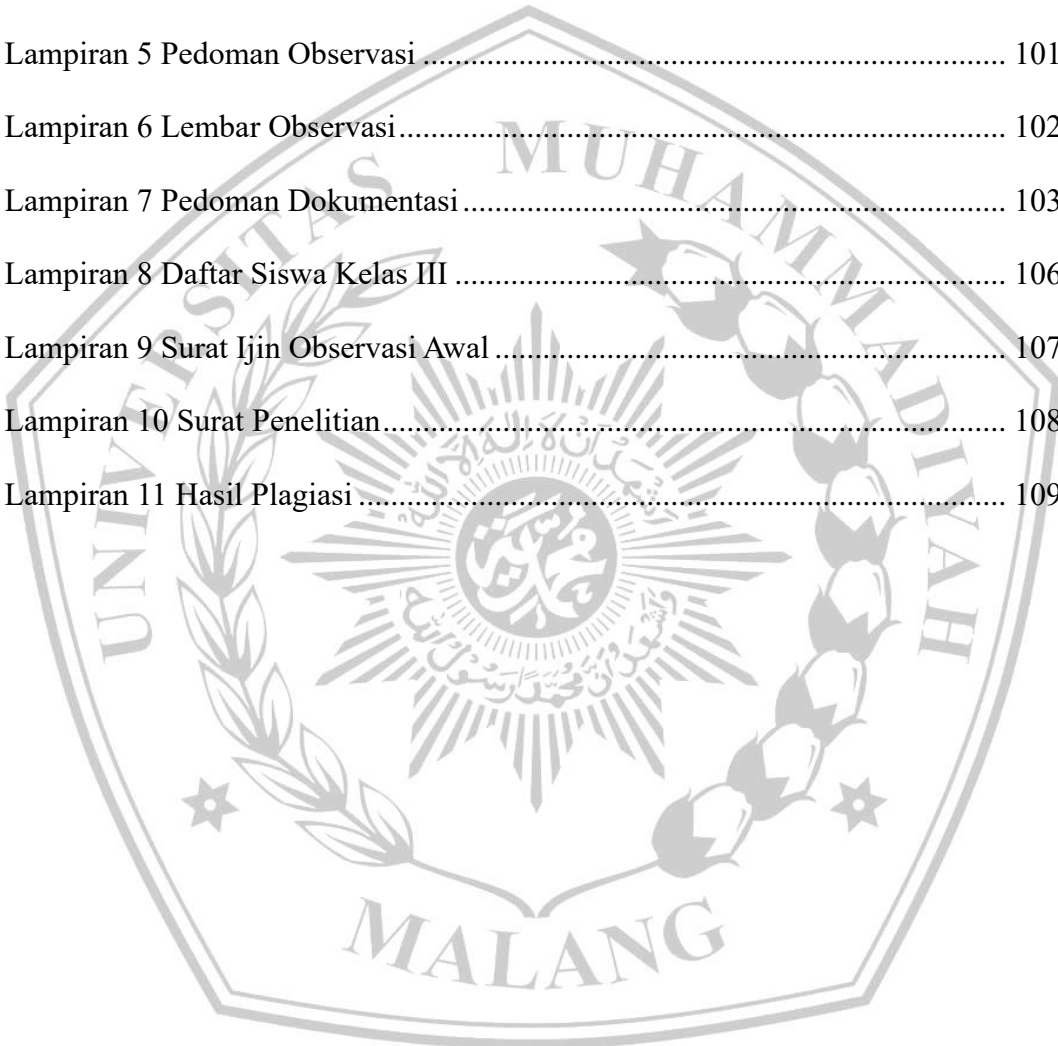 Lampiran 5 Pedoman Observasi ........................................................................ 101
Lampiran 6 Lembar Observasi........................................................................... 102
Lampiran 7 Pedoman Dokumentasi................................................................... 103
Lampiran 8 Daftar Siswa Kelas III .................................................................... 106
Lampiran 9 Surat Ijin Observasi Awal ............................................................... 107
Lampiran 10 Surat Penelitian............................................................................. 108
Lampiran 11 Hasil Plagiasi ................................................................................ 109
UNIVERSITAS MUHAMMADIYAH
MALANG